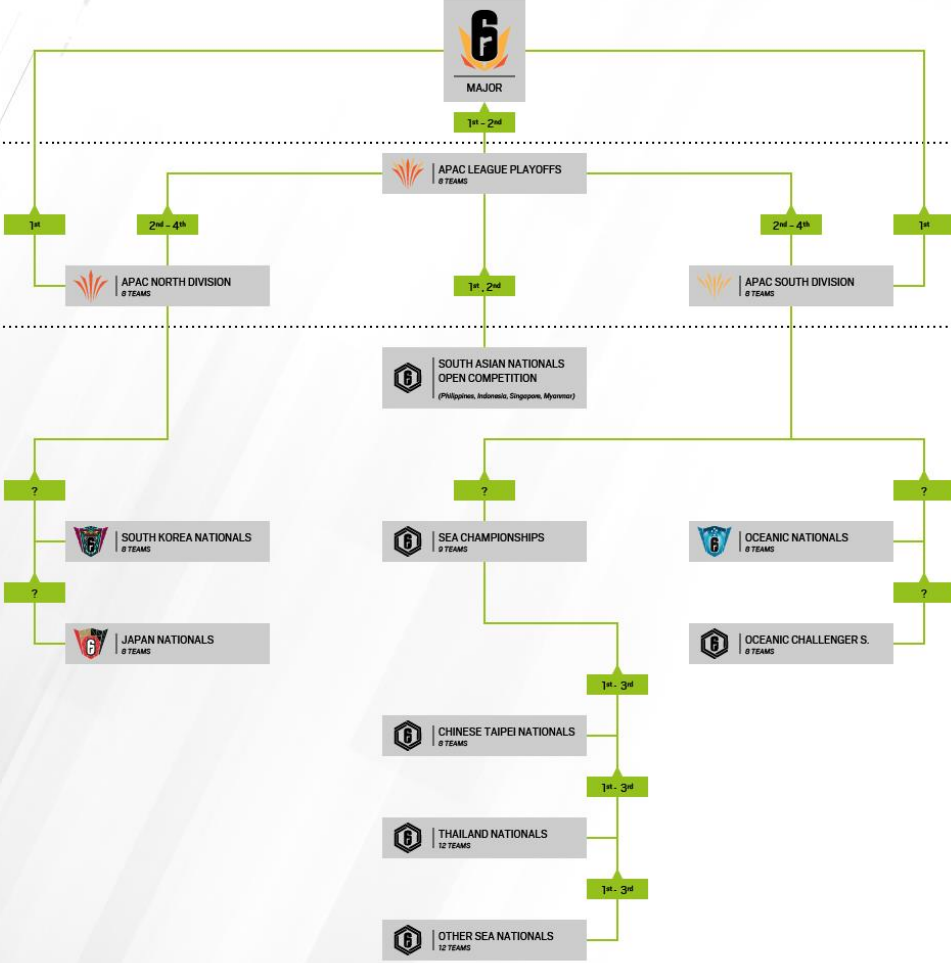 MAJOR
1st - 2nd
APAC LEAGUE PLAYOFFS
8 TEAMS
1st
2nd - 4th
2nd - 4th
1st
APAC NORTH DIVISION
8 TEAMS
1st , 2nd
APAC SOUTH DIVISION
8 TEAMS
SOUTH ASIAN NATIONALS
OPEN COMPETITION
(Philippines, Indonesia, Singapore, Myanmar)
?
?
?
SOUTH KOREA NATIONALS
8 TEAMS
SEA CHAMPIONSHIPS
9 TEAMS
OCEANIC NATIONALS
8 TEAMS
?
?
JAPAN NATIONALS
8 TEAMS
OCEANIC CHALLENGER S.
8 TEAMS
1st - 3rd
CHINESE TAIPEI NATIONALS
8 TEAMS
1st - 3rd
THAILAND NATIONALS
12 TEAMS
1st - 3rd
OTHER SEA NATIONALS
12 TEAMS